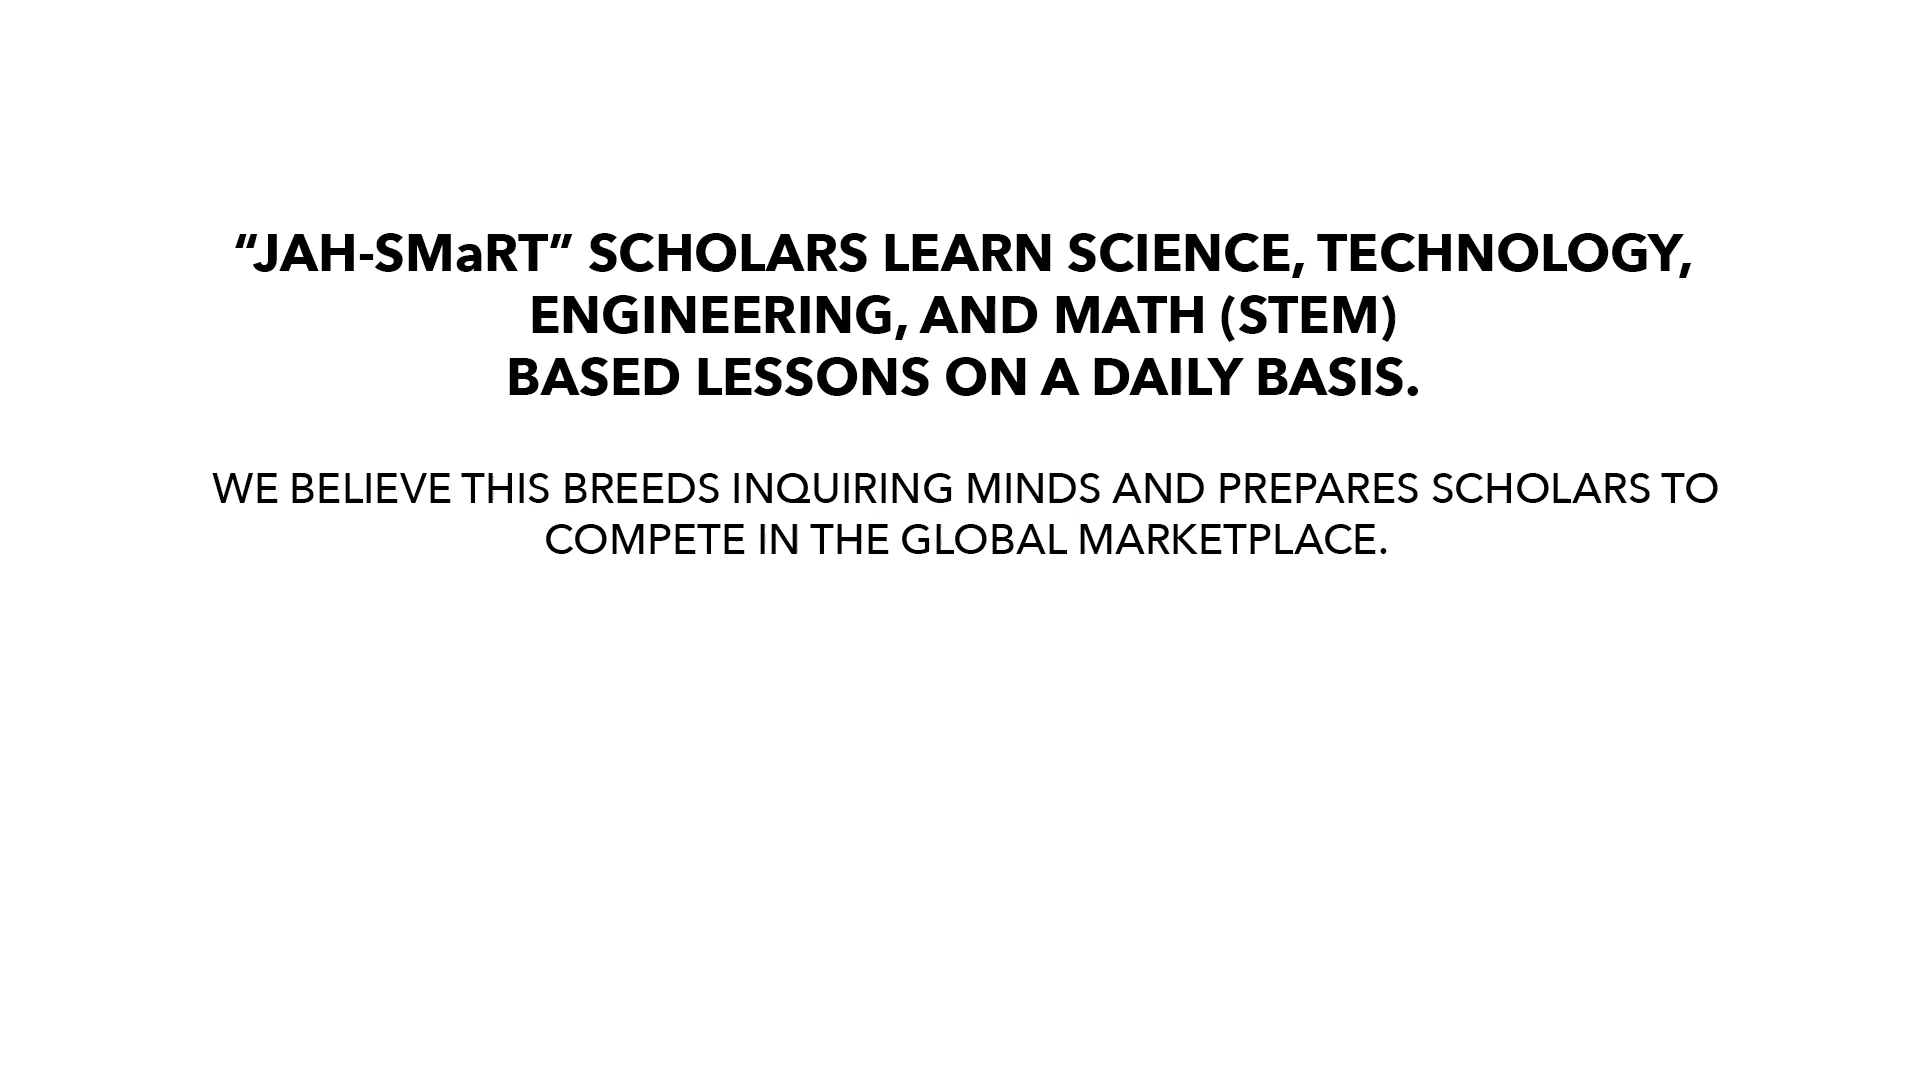 “JAH-SMaRT” SCHOLARS LEARN SCIENCE, TECHNOLOGY,
ENGINEERING, AND MATH (STEM)
BASED LESSONS ON A DAILY BASIS.
WE BELIEVE THIS BREEDS INQUIRING MINDS AND PREPARES SCHOLARS TO
COMPETE IN THE GLOBAL MARKETPLACE.